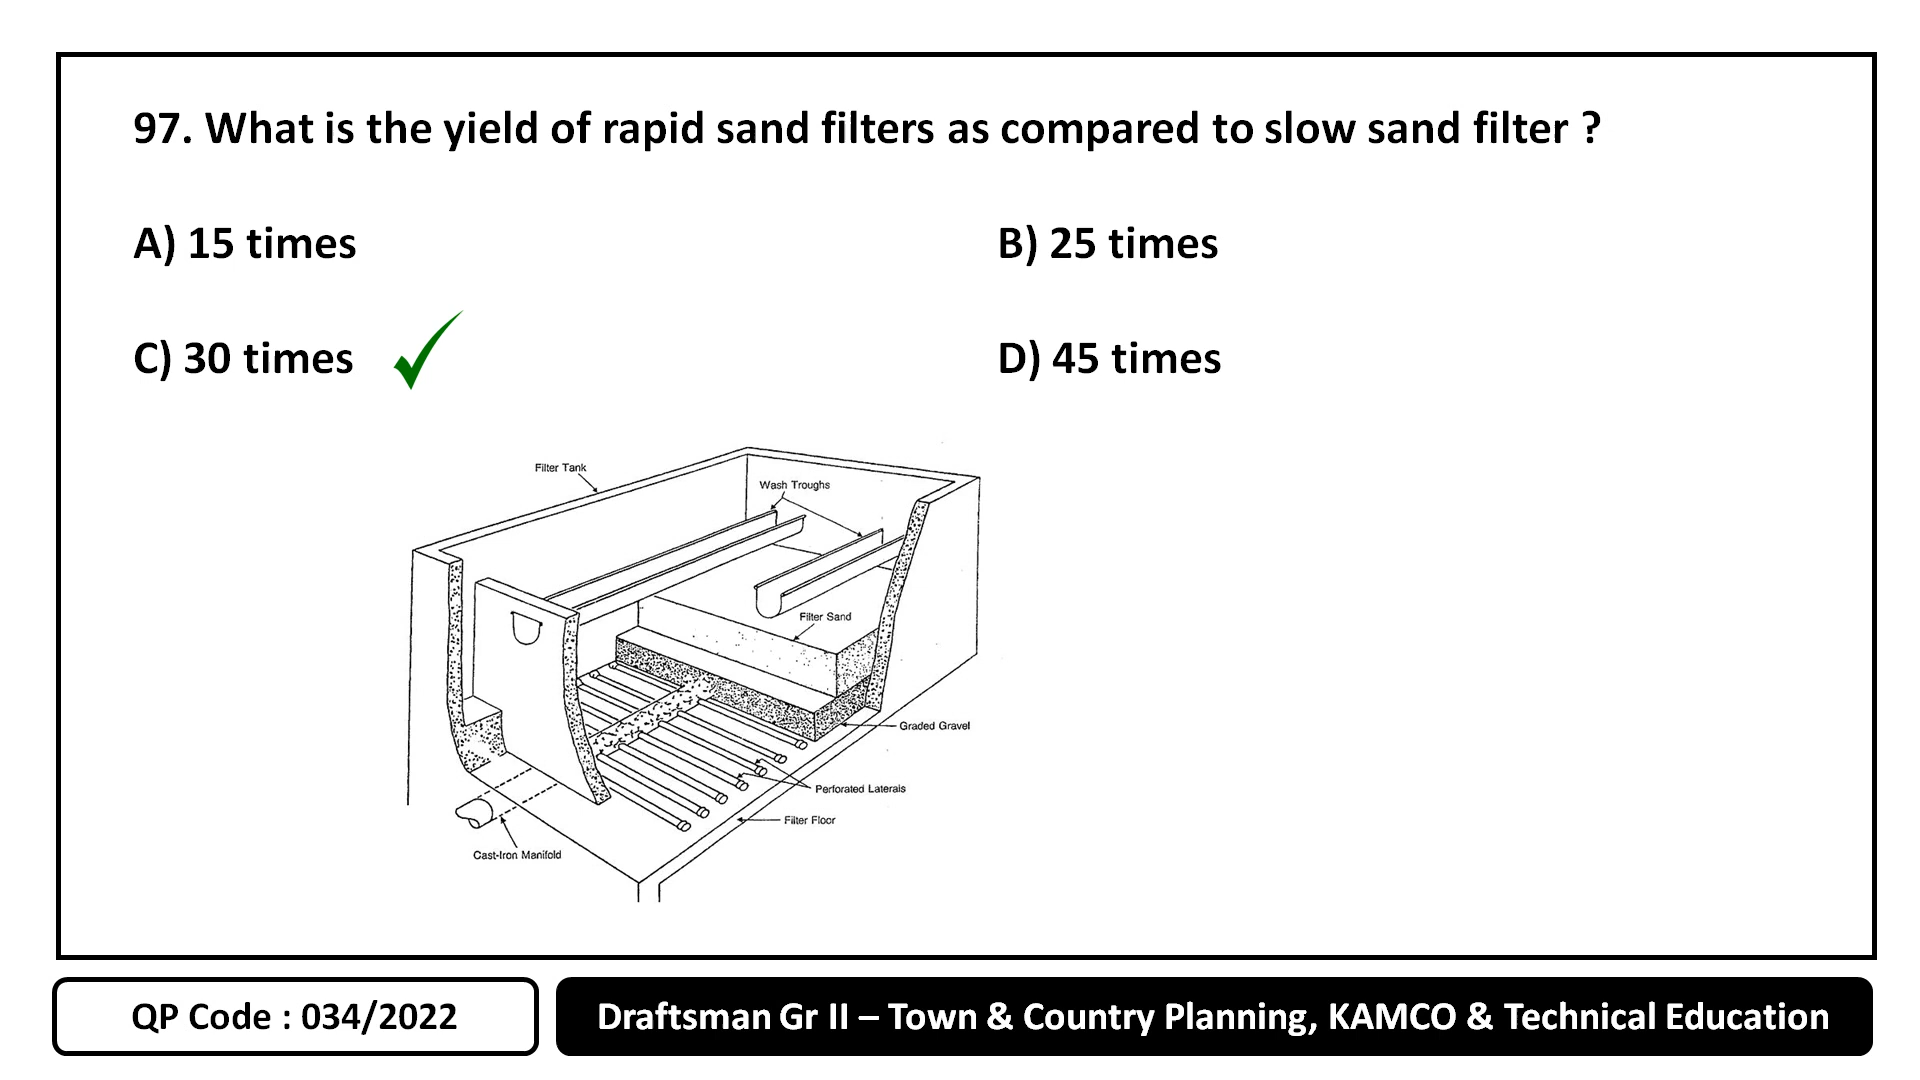 97. What is the yield of rapid sand filters as compared to slow sand filter ?
A) 15 times
B) 25 times
C) 30 times
D) 45 times
Filter Tank
Wash Troughs
Filter Sand
Graded Gravel
Perforated Laterals
Filter Floor
Cast-Iron Manifold
QP Code : 034/2022
Draftsman Gr II – Town & Country Planning, KAMCO & Technical Education